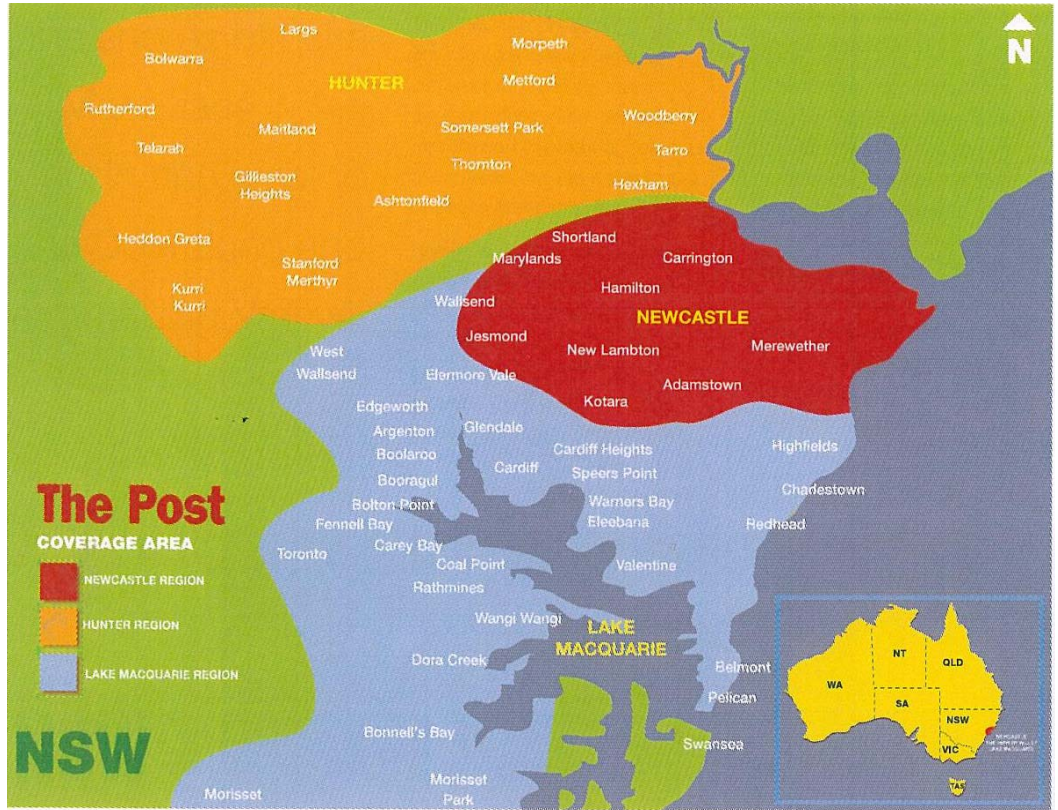 Largs
Morpeth
N
Bolwarra
HUNTER
Metford
Rutherford
Maitland
Somersett Park
Woodberry
Telarah
Thornton
Tarro
Gillieston
Heights
Ashtonfield
Hexham
Heddon Greta
Shortland
Marylands
Carrington
Stanford
Merthyr
Kurri
Kurri
Hamilton
Wallsend
NEWCASTLE
Jesmond
New Lambton
Merewether
West
Wallsend
Elermore Vale
Adamstown
Kotara
Edgeworth
Argenton
Glendale
Boolaroo
Cardiff Heights
Highfields
Cardiff
Speers Point
Booragul
Charlestown
Bolton Point
Warners Bay
Fennell Bay
Eleebana
Redhead
Toronto
Carey Bay
Coal Point
Valentine
Rathmines
Wangi Wangi
LAKE
MACQUARIE
Dora Creek
Belmont
Pelican
Bonnell's Bay
Swansea
Morisset
Morisset
Park
The Post
COVERAGE AREA
NEWCASTLE REGION
HUNTER REGION
LAKE MACQUARIE REGION
NSW
WA
NT
QLD
SA
NSW
VIC
TAS